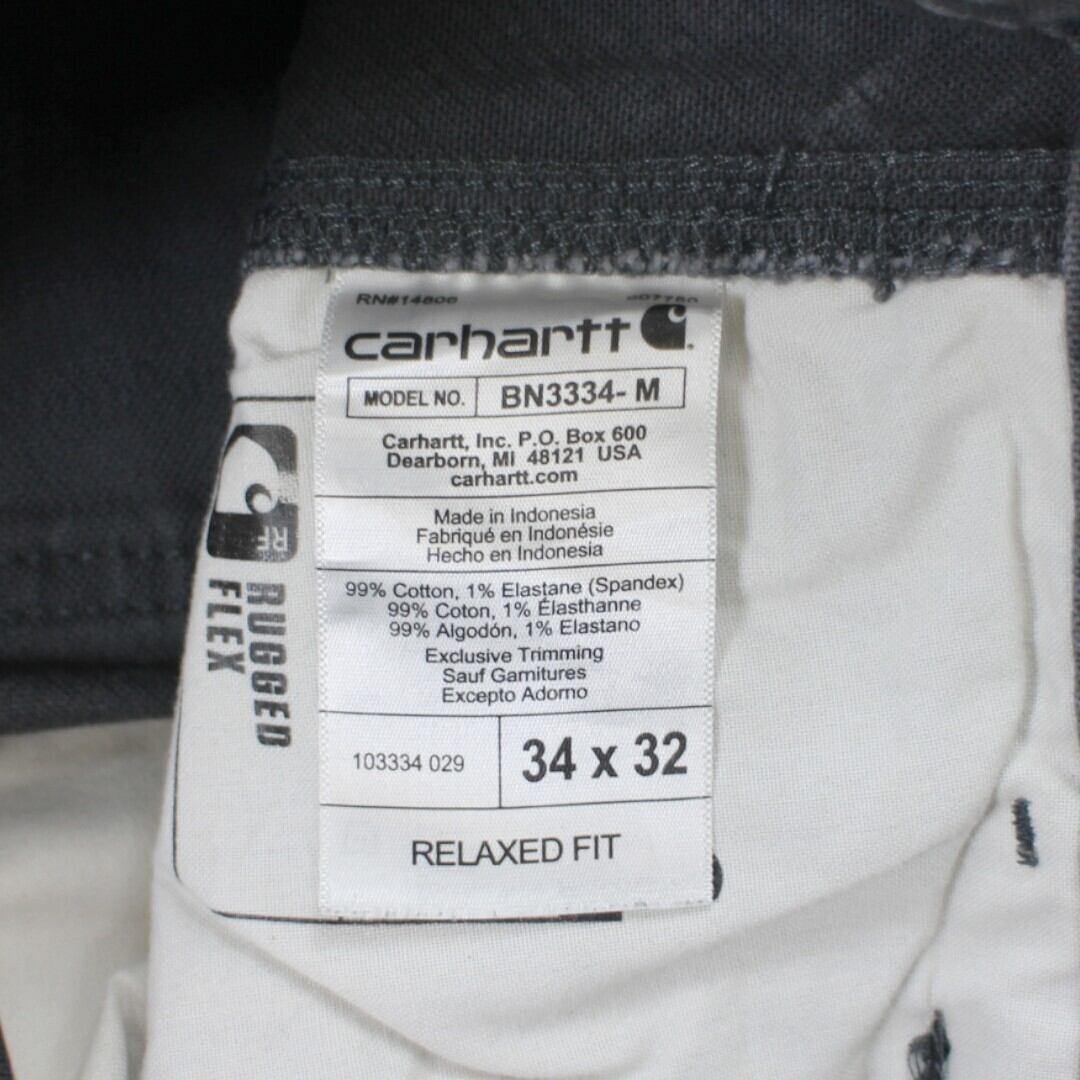 RN#14806
carhartt
MODEL NO. BN3334- M
Carhartt, Inc. P.O. Box 600
Dearborn, MI 48121 USA
carhartt.com
Made in Indonesia
Fabriqué en Indonésie
Hecho en Indonesia
99% Cotton, 1% Elastane (Spandex)
99% Coton, 1% Élasthanne
99% Algodón, 1% Elastano
Exclusive Trimming
Sauf Garnitures
Excepto Adorno
103334 029 34 x 32
RELAXED FIT
RF
RUGGED
FLEX